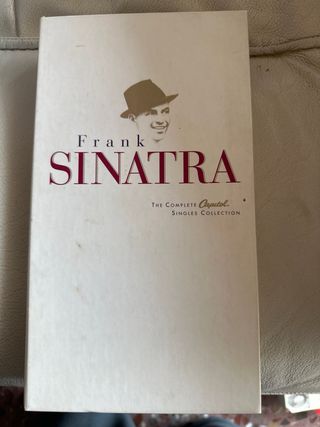 Frank
SINATRA
THE COMPLETE Capitol
SINGLES COLLECTION